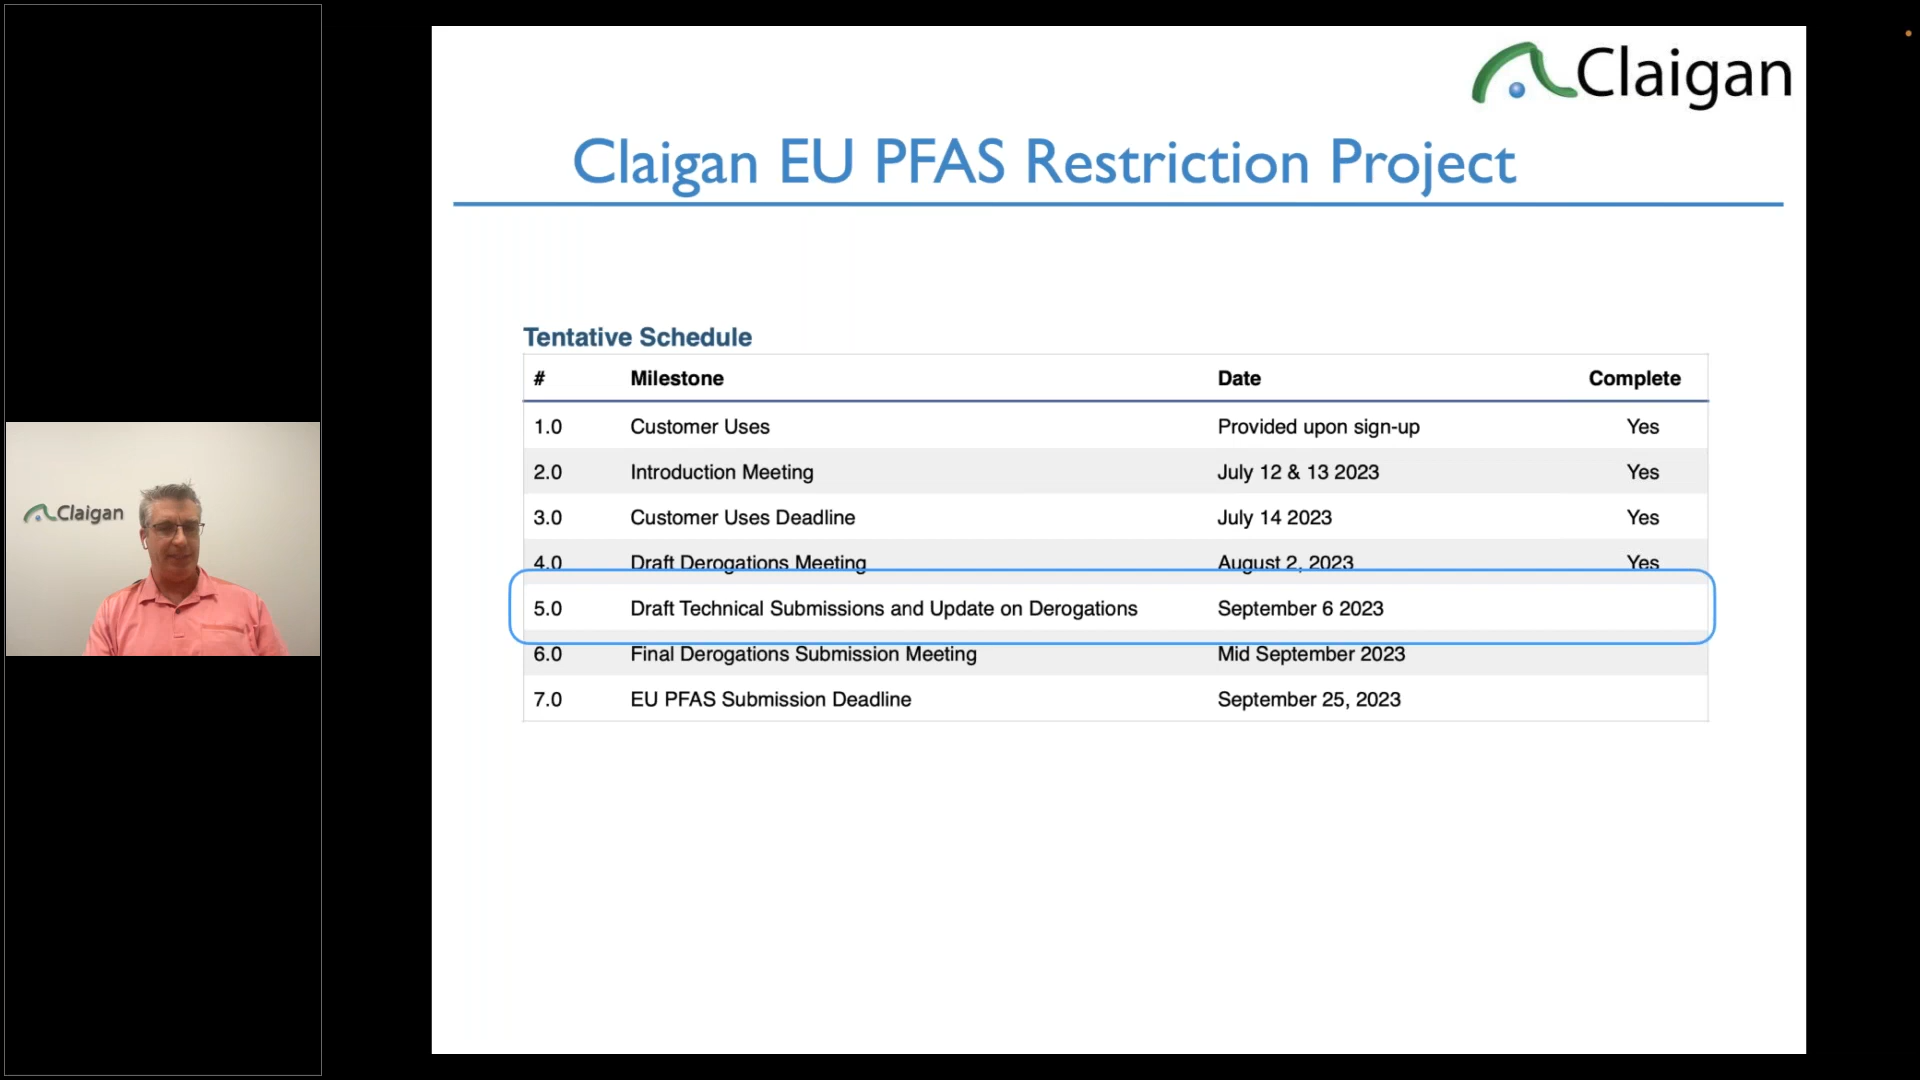 Claigan
Claigan EU PFAS Restriction Project
Tentative Schedule
# Milestone Date Complete
1.0 Customer Uses Provided upon sign-up Yes
2.0 Introduction Meeting July 12 & 13 2023 Yes
3.0 Customer Uses Deadline July 14 2023 Yes
4.0 Draft Derogations Meeting August 2, 2023 Yes
5.0 Draft Technical Submissions and Update on Derogations September 6 2023
6.0 Final Derogations Submission Meeting Mid September 2023
7.0 EU PFAS Submission Deadline September 25, 2023
Claigan